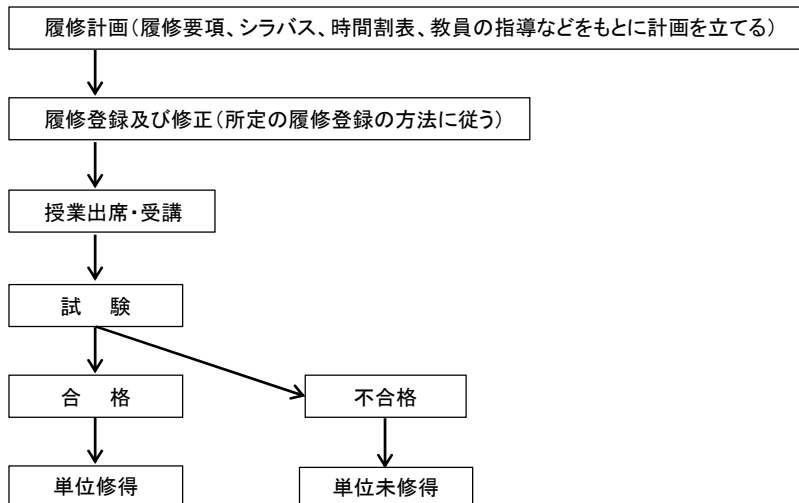 履修計画(履修要項、シラバス、時間割表、教員の指導などをもとに計画を立てる)
履修登録及び修正(所定の履修登録の方法に従う)
授業出席・受講
試　験
合　格
不合格
単位修得
単位未修得